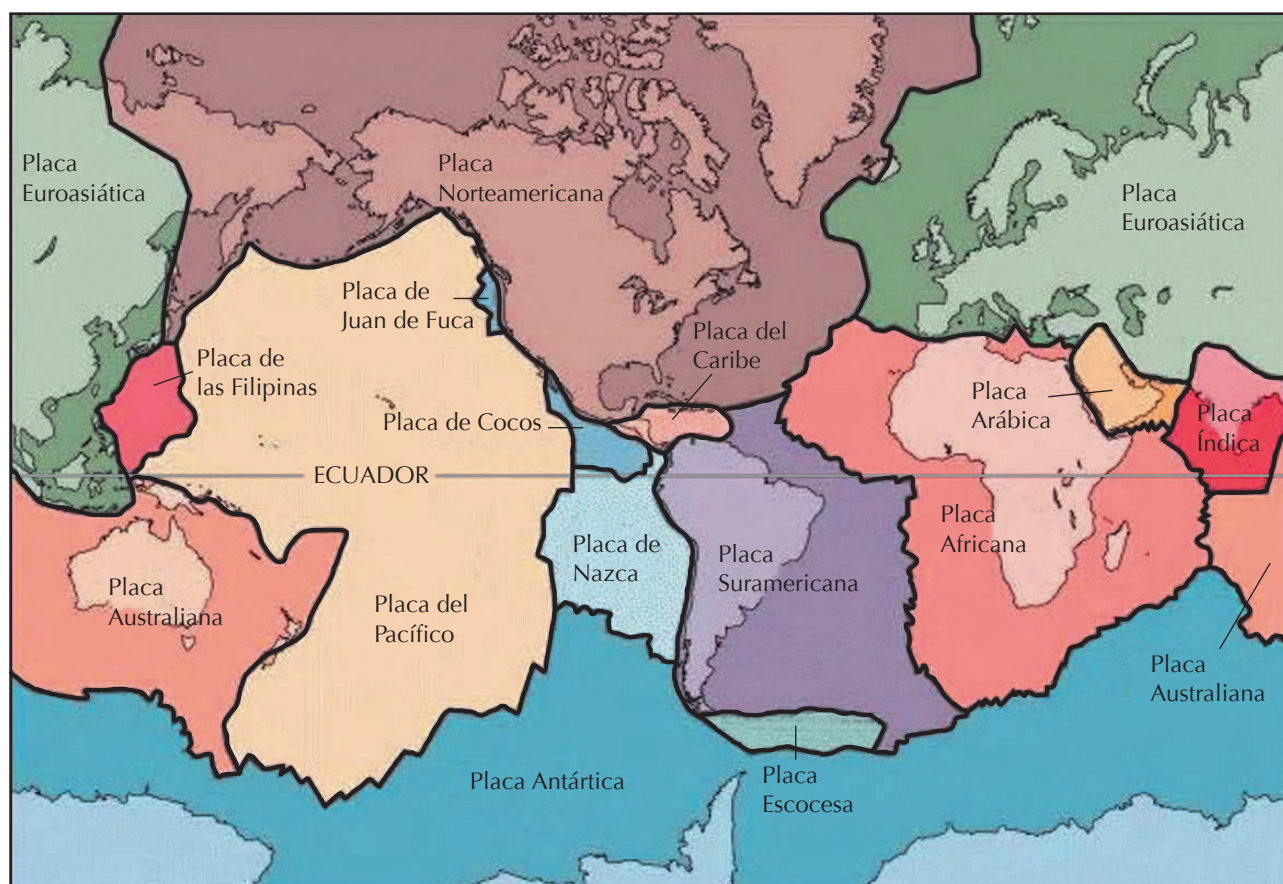 Placa
Euroasiática
Placa
Norteamericana
Placa
Euroasiática
Placa de
Juan de Fuca
Placa del
Caribe
Placa de
las Filipinas
Placa de Cocos
Placa
Arábica
Placa
Índica
ECUADOR
Placa
Africana
Placa de
Nazca
Placa
Suramericana
Placa
Australiana
Placa del
Pacífico
Placa
Australiana
Placa Antártica
Placa
Escocesa